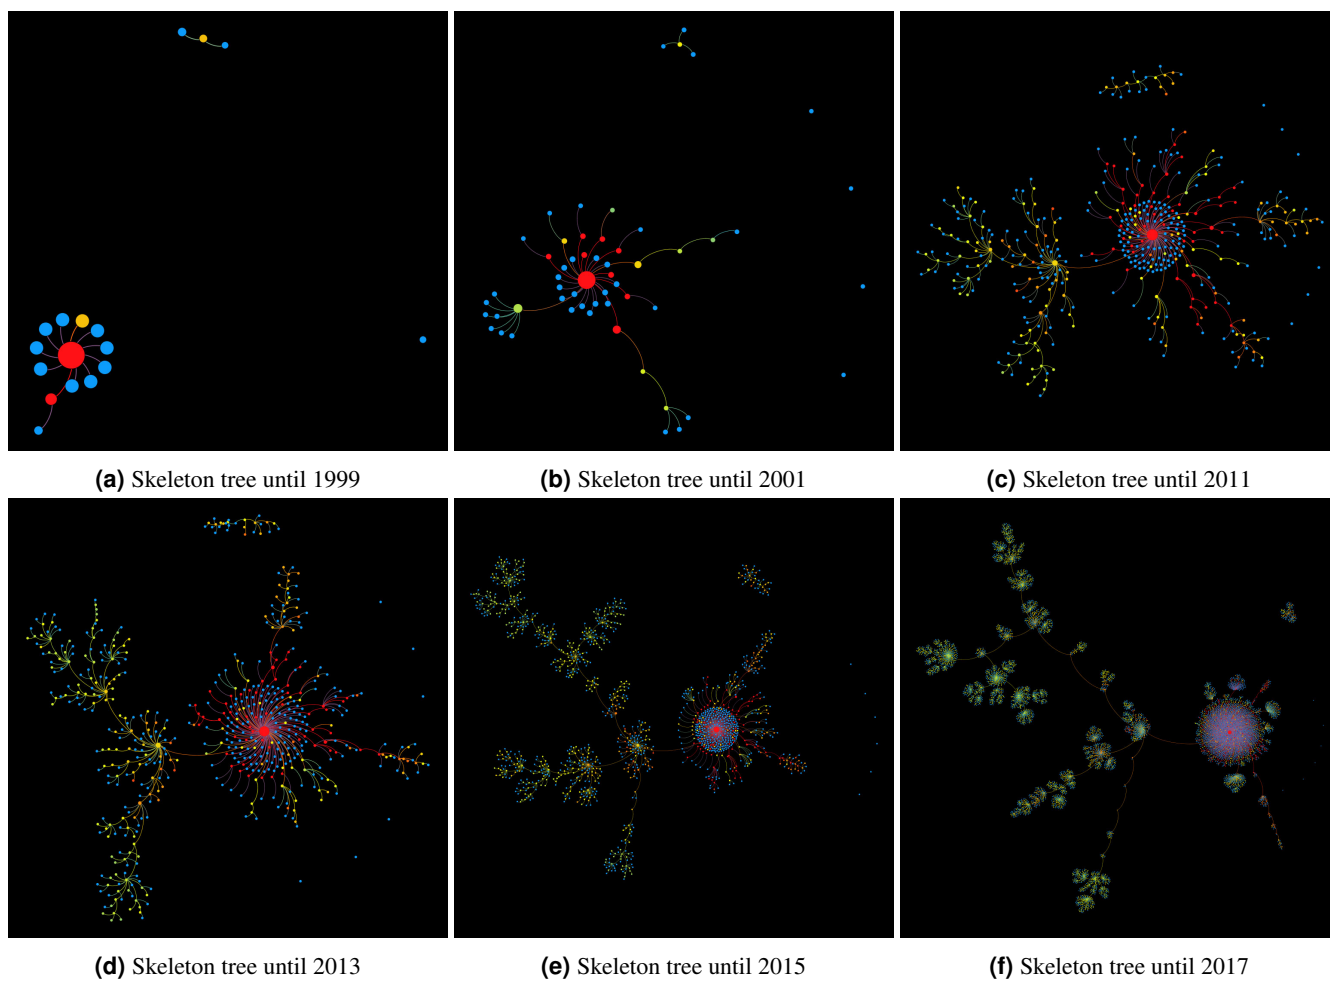 (a) Skeleton tree until 1999
(b) Skeleton tree until 2001
(c) Skeleton tree until 2011
(d) Skeleton tree until 2013
(e) Skeleton tree until 2015
(f) Skeleton tree until 2017